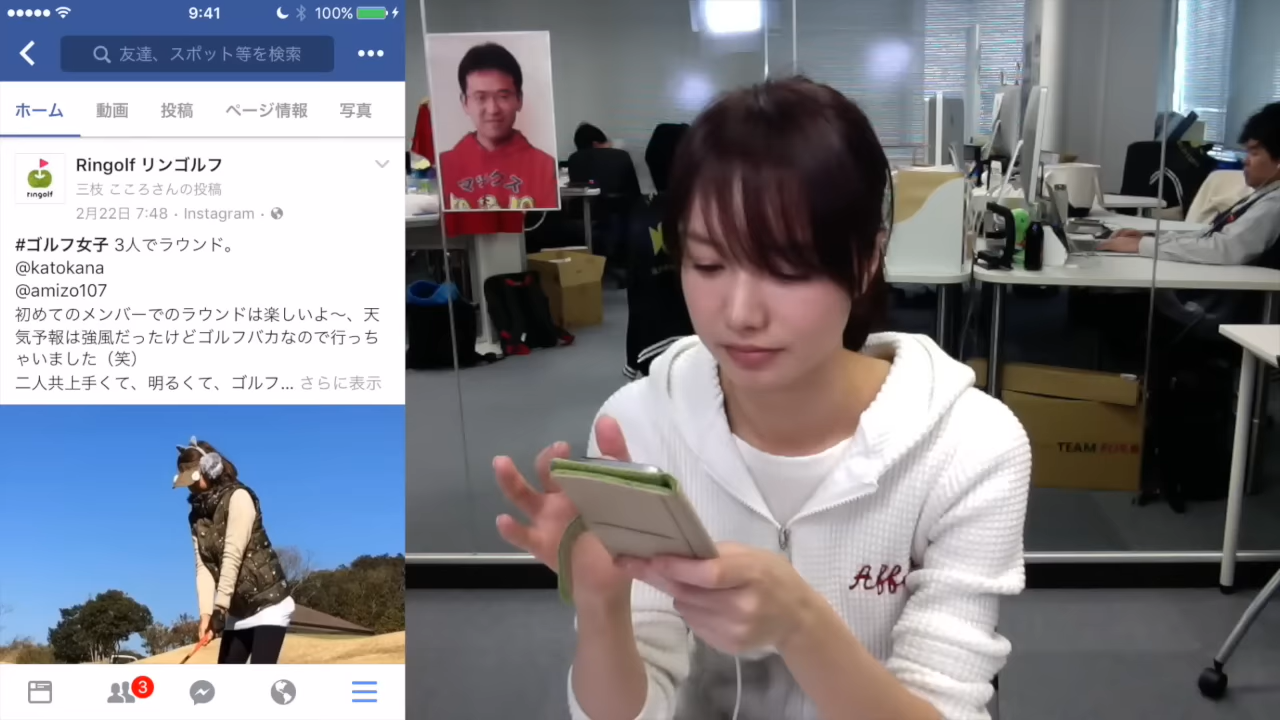 9:41
100%
友達、スポット等を検索
ホーム
動画
投稿
ページ情報
写真
ringolf
Ringolf リンゴルフ
三枝 こころさんの投稿
2月22日 7:48・Instagram・
#ゴルフ女子 3人でラウンド。
@katokana
@amizo107
初めてのメンバーでのラウンドは楽しいよ〜、天
気予報は強風だったけどゴルフバカなので行っち
ゃいました（笑）
二人共上手くて、明るくて、ゴルフ... さらに表示
3
マックス
TEAM
Affi